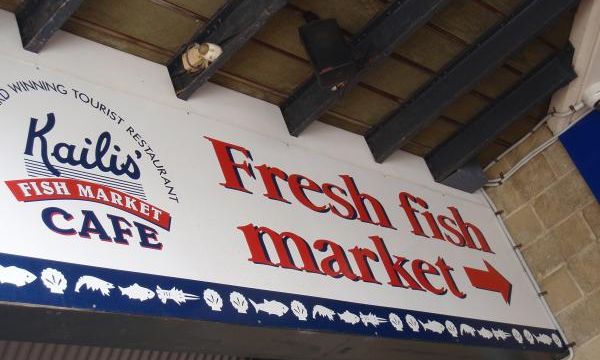 WINNING TOURIST RESTAURANT
Kailis'
FISH MARKET
CAFE
Fresh fish
market